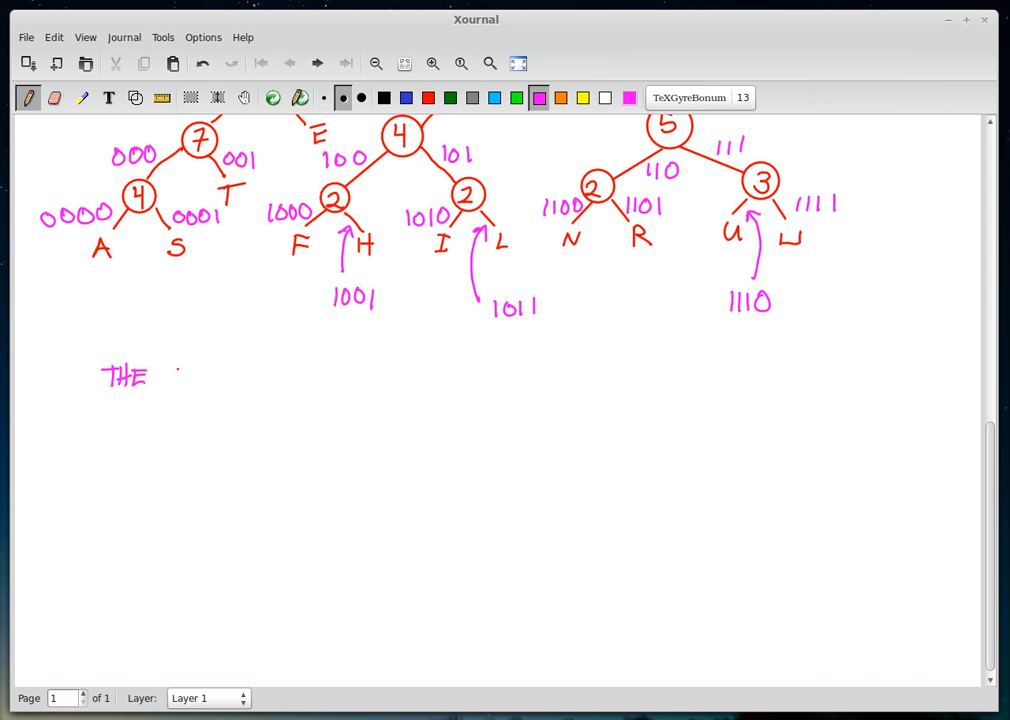 Xournal
File Edit View Journal Tools Options Help
TeXGyreBonum 13
7 E 4 5
000 001 100 101 110 111
4 T 2 2 2 3
0000 0001 1000 1010 1100 1101 1111
A S F H I L N R U W
1001 1011 1110
THE
Page 1 of 1 Layer: Layer 1